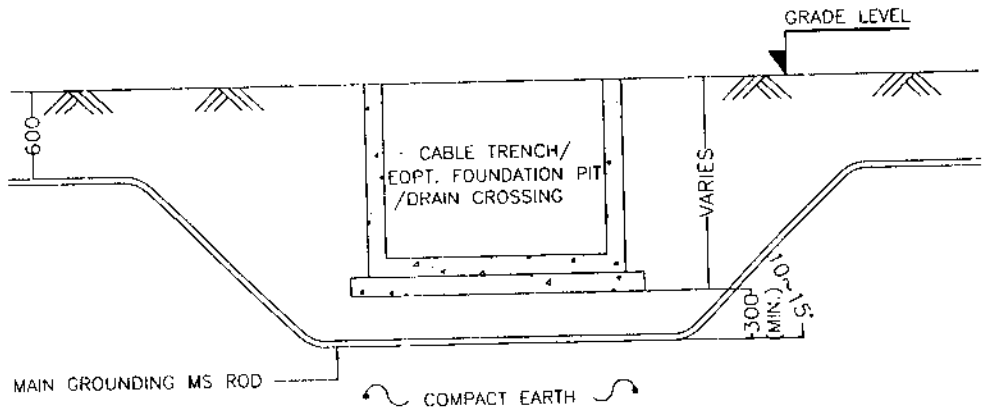 GRADE LEVEL
600
CABLE TRENCH/
EQPT. FOUNDATION PIT
/DRAIN CROSSING
VARIES
10~15°
300
(MIN.)
MAIN GROUNDING MS ROD
COMPACT EARTH